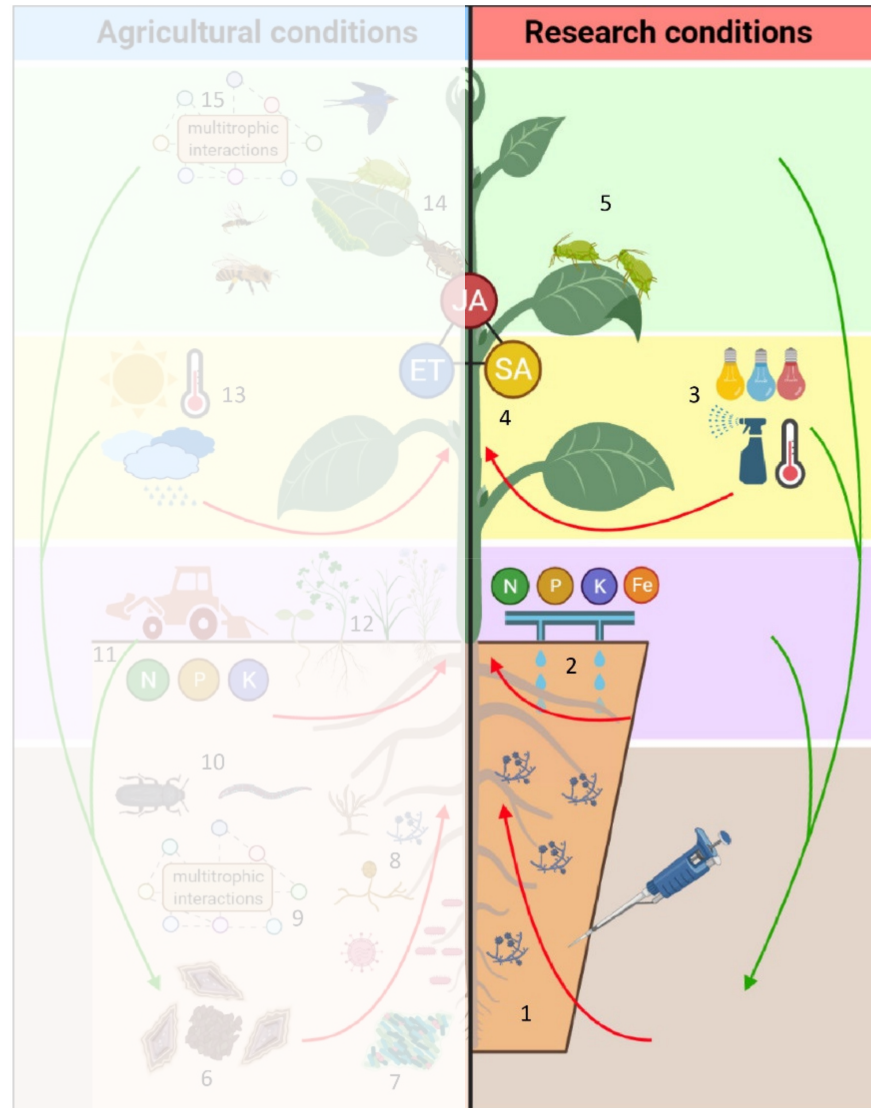 Agricultural conditions
Research conditions
15
multitrophic
interactions
14
5
JA
ET
SA
13
3
4
N P K Fe
12
11
2
N P K
10
8
multitrophic
interactions
9
1
6
7